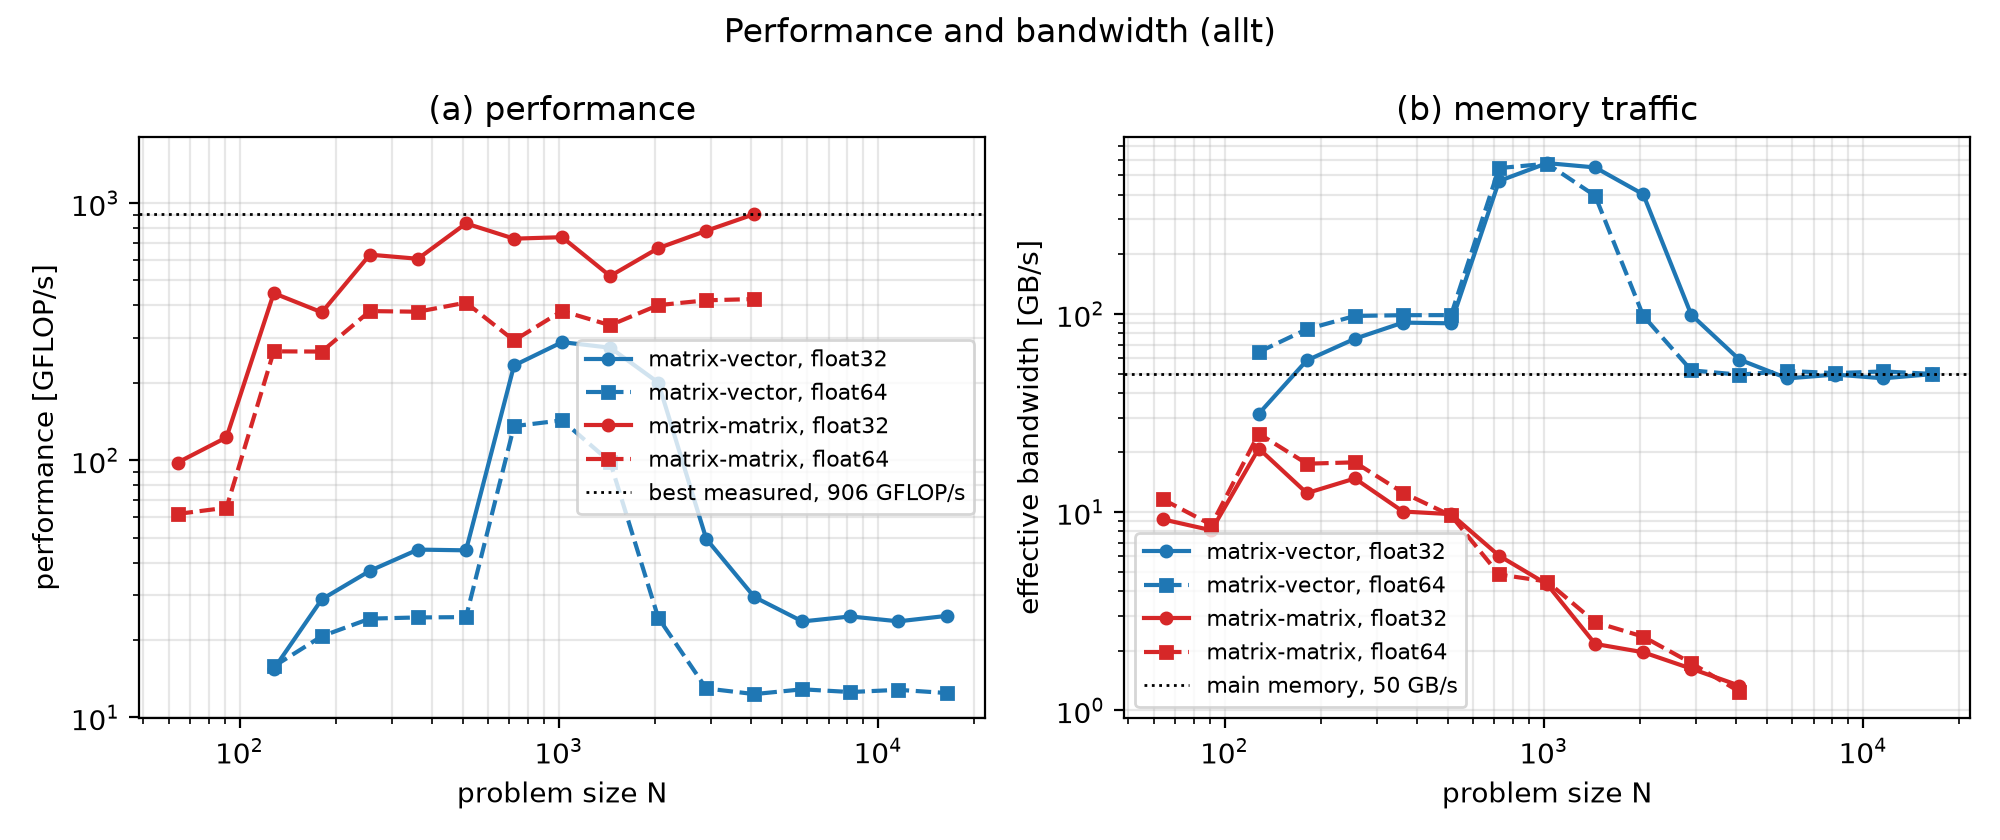 Performance and bandwidth (allt)
(a) performance
performance [GFLOP/s]
10³
10²
10¹
matrix-vector, float32
matrix-vector, float64
matrix-matrix, float32
matrix-matrix, float64
best measured, 906 GFLOP/s
10² 10³ 10⁴
problem size N
(b) memory traffic
effective bandwidth [GB/s]
10²
10¹
10⁰
matrix-vector, float32
matrix-vector, float64
matrix-matrix, float32
matrix-matrix, float64
main memory, 50 GB/s
10² 10³ 10⁴
problem size N